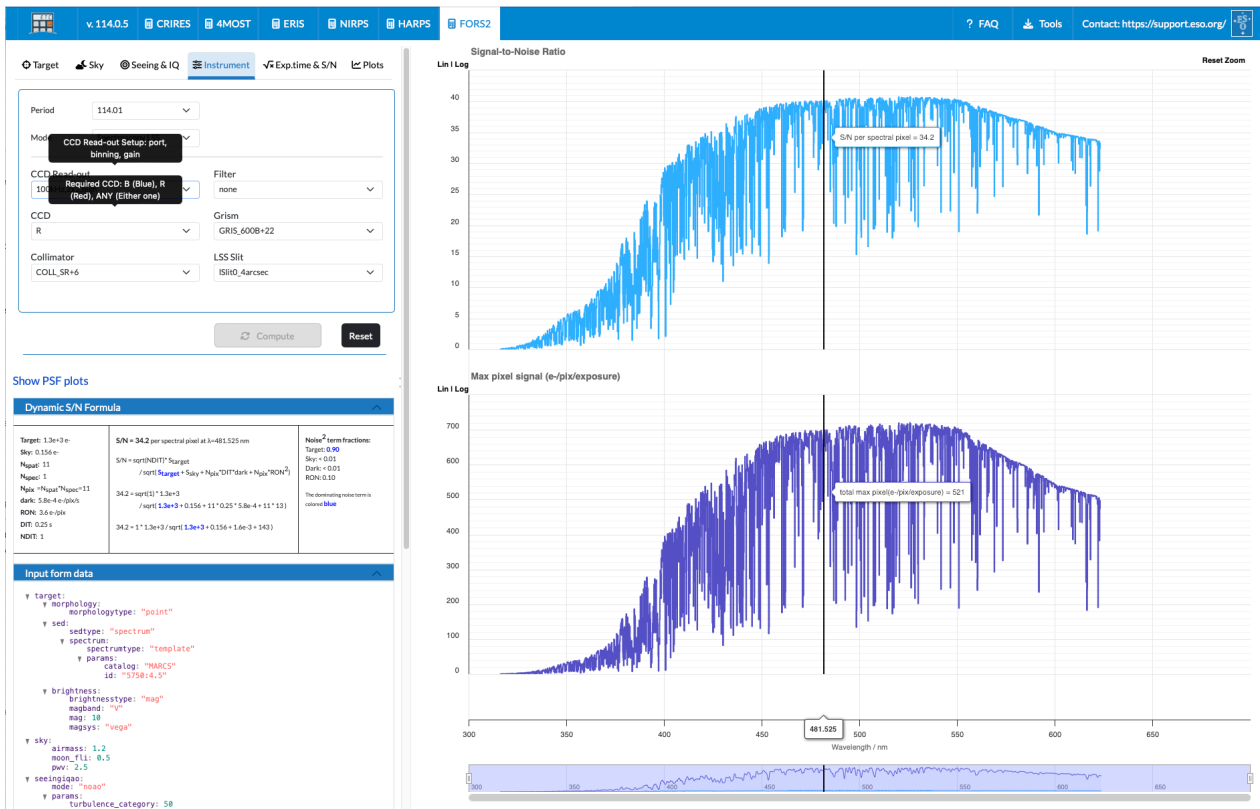 v. 114.0.5 CRIRES 4MOST ERIS NIRPS HARPS FORS2 ? FAQ Tools Contact: https://support.eso.org/
Target Sky Seeing & IQ Instrument Exp.time & S/N Plots
Period 114.01
CCD Read-out Setup: port, binning, gain
CCD Read-out
Required CCD: B (Blue), R (Red), ANY (Either one)
Filter
none
CCD
R
Grism
GRIS_600B+22
Collimator
COLL_SR+6
LSS Slit
lSlit0_4arcsec
Compute Reset
Show PSF plots
Dynamic S/N Formula
Target: 1.3e+3 e-
Sky: 0.156 e-
Nspat: 11
Nspec: 1
Npix =Nspat*Nspec=11
dark: 5.8e-4 e-/pix/s
RON: 3.6 e-/pix
DIT: 0.25 s
NDIT: 1
S/N = 34.2 per spectral pixel at λ=481.525 nm
S/N = sqrt(NDIT)* Starget
/ sqrt( Starget + Ssky + Npix*DIT*dark + Npix*RON²)
34.2 = sqrt(1) * 1.3e+3
/ sqrt( 1.3e+3 + 0.156 + 11 * 0.25 * 5.8e-4 + 11 * 13 )
34.2 = 1 * 1.3e+3 / sqrt( 1.3e+3 + 0.156 + 1.6e-3 + 143 )
Noise² term fractions:
Target: 0.90
Sky: < 0.01
Dark: < 0.01
RON: 0.10
The dominating noise term is
colored blue
Input form data
target:
morphology:
morphologytype: "point"
sed:
sedtype: "spectrum"
spectrum:
spectrumtype: "template"
params:
catalog: "MARCS"
id: "5750:4.5"
brightness:
brightnesstype: "mag"
magband: "V"
mag: 10
magsys: "vega"
sky:
airmass: 1.2
moon_fli: 0.5
pwv: 2.5
seeingiqao:
mode: "noao"
params:
turbulence_category: 50
Signal-to-Noise Ratio
Lin | Log
Reset Zoom
40
35
30
25
20
15
10
5
0
S/N per spectral pixel = 34.2
Max pixel signal (e-/pix/exposure)
Lin | Log
700
600
500
400
300
200
100
0
total max pixel(e-/pix/exposure) = 521
300 350 400 450 481.525 500 550 600 650
Wavelength / nm
300 350 400 450 500 550 600 650